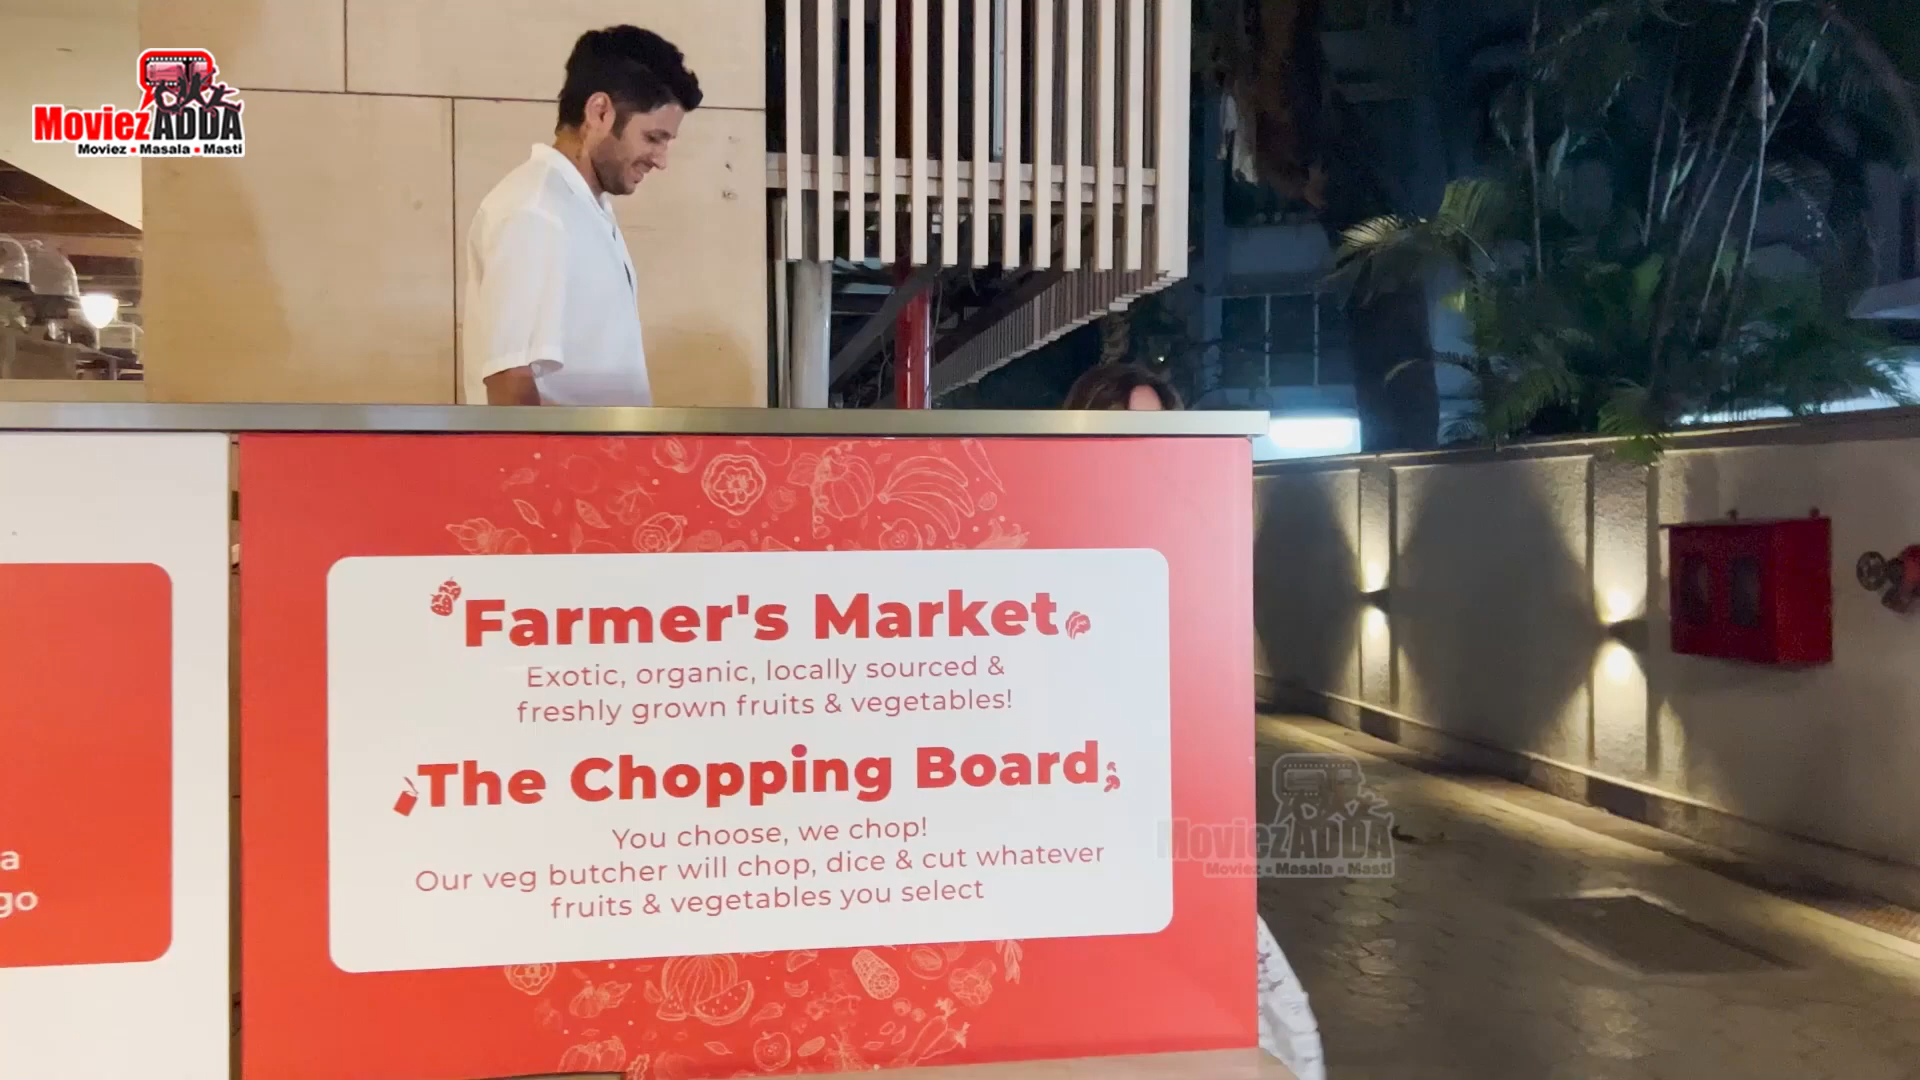 MoviezADDA
Moviez • Masala • Masti
Farmer's Market
Exotic, organic, locally sourced &
freshly grown fruits & vegetables!
The Chopping Board
You choose, we chop!
Our veg butcher will chop, dice & cut whatever
fruits & vegetables you select
a
go
MoviezADDA
Moviez • Masala • Masti